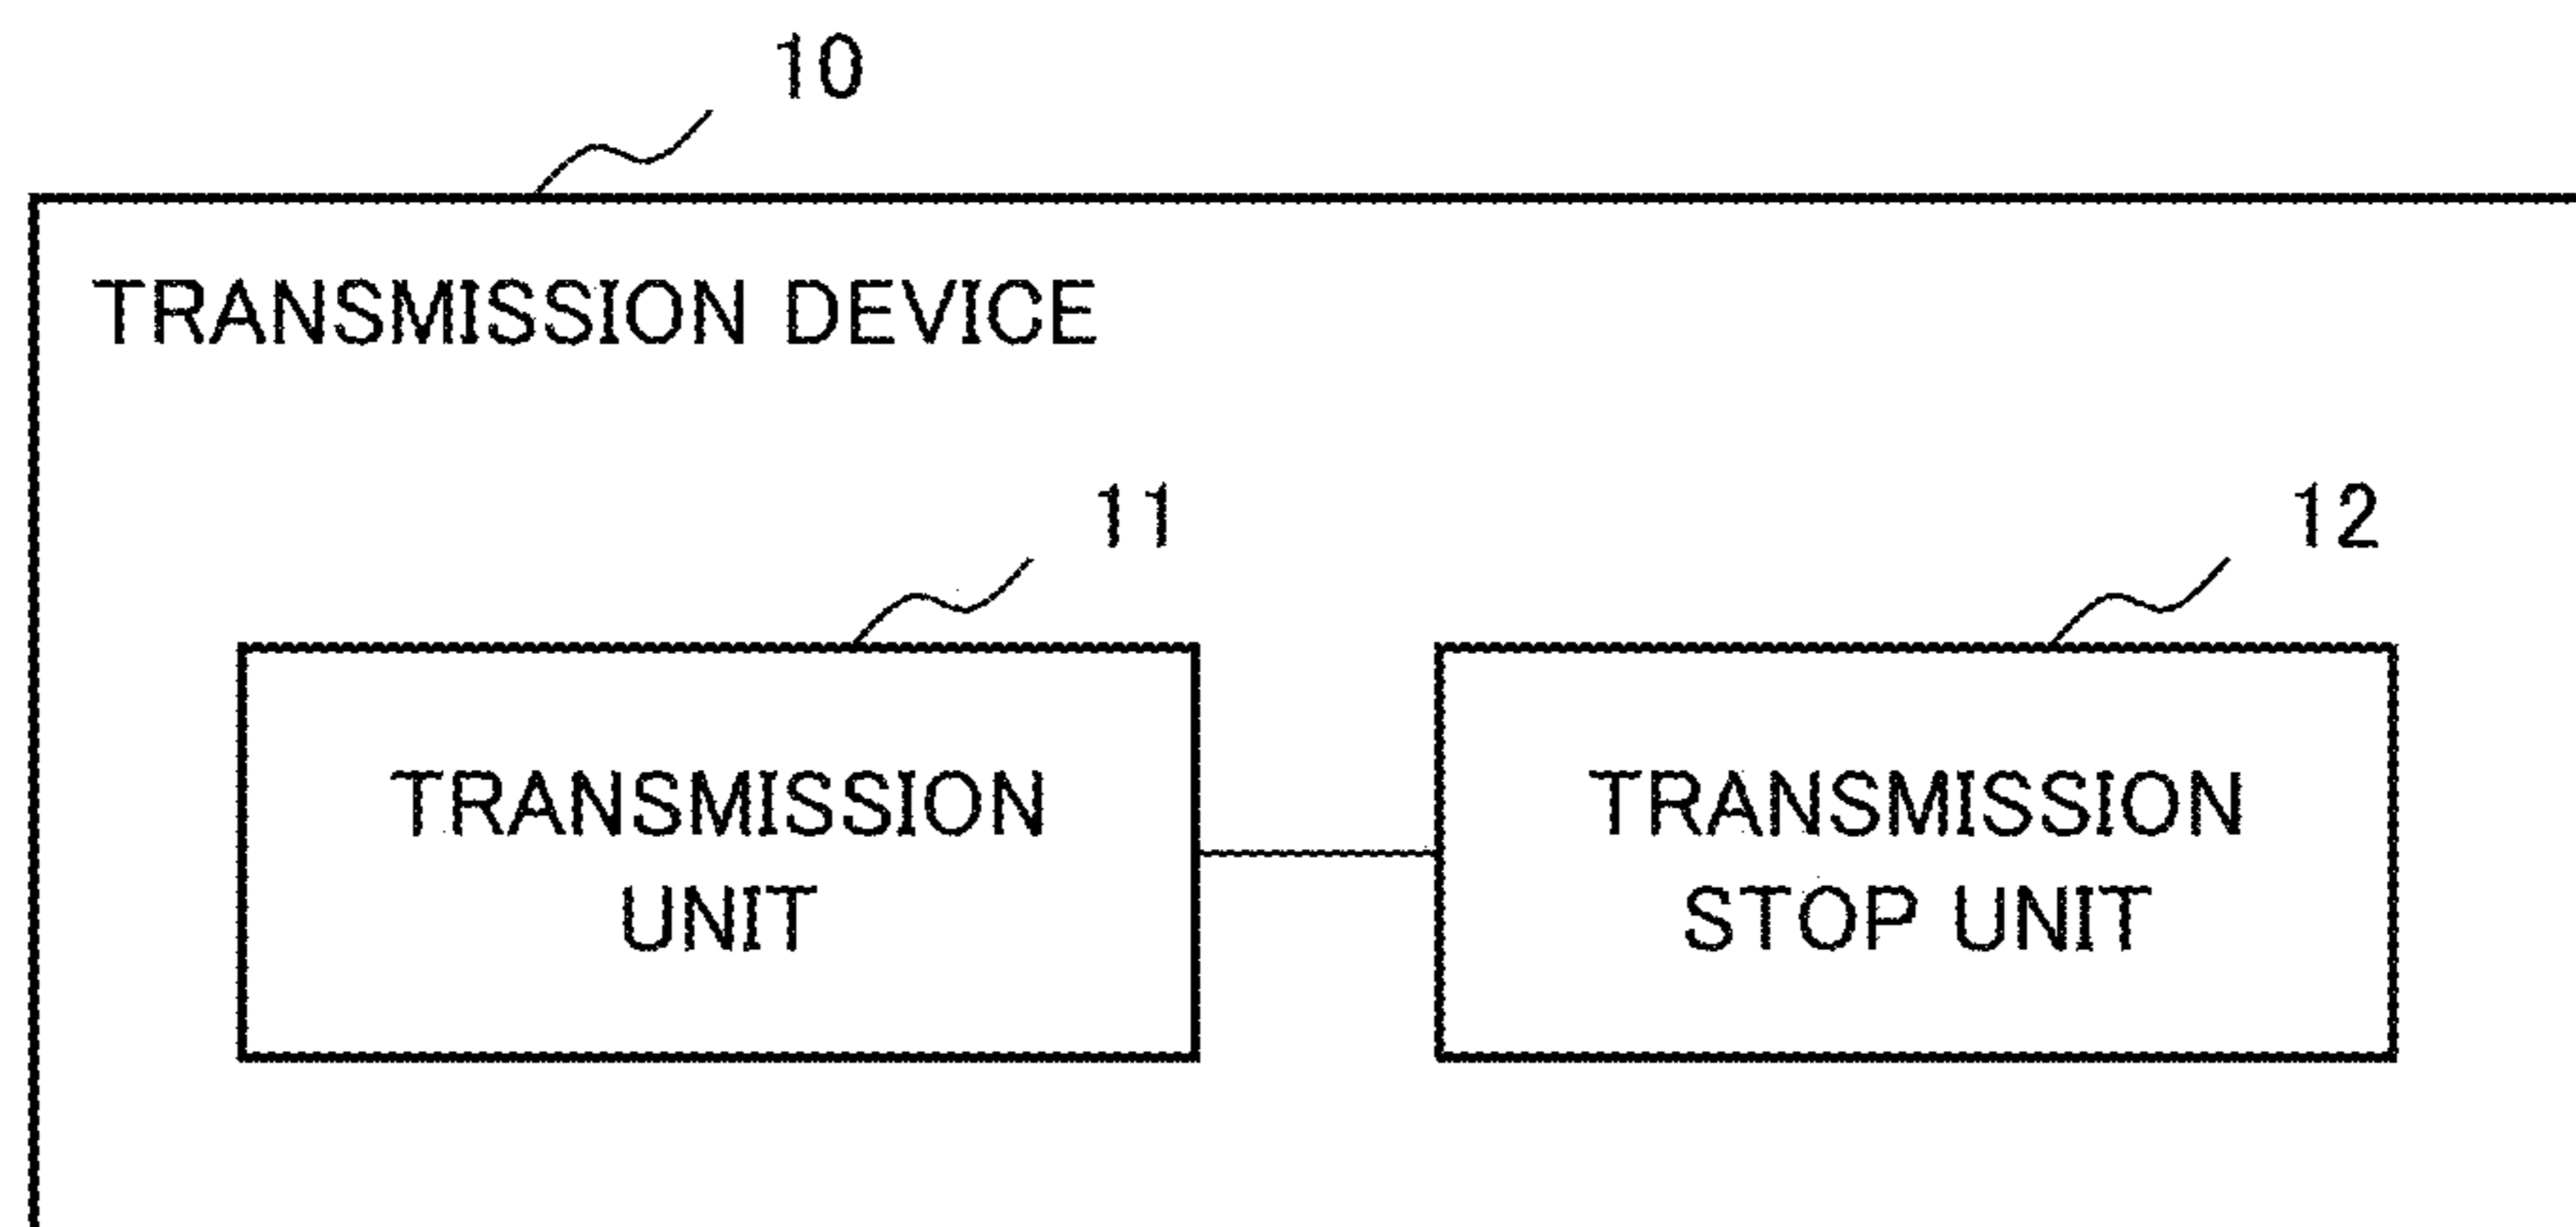 10
TRANSMISSION DEVICE
11
12
TRANSMISSION
UNIT
TRANSMISSION
STOP UNIT